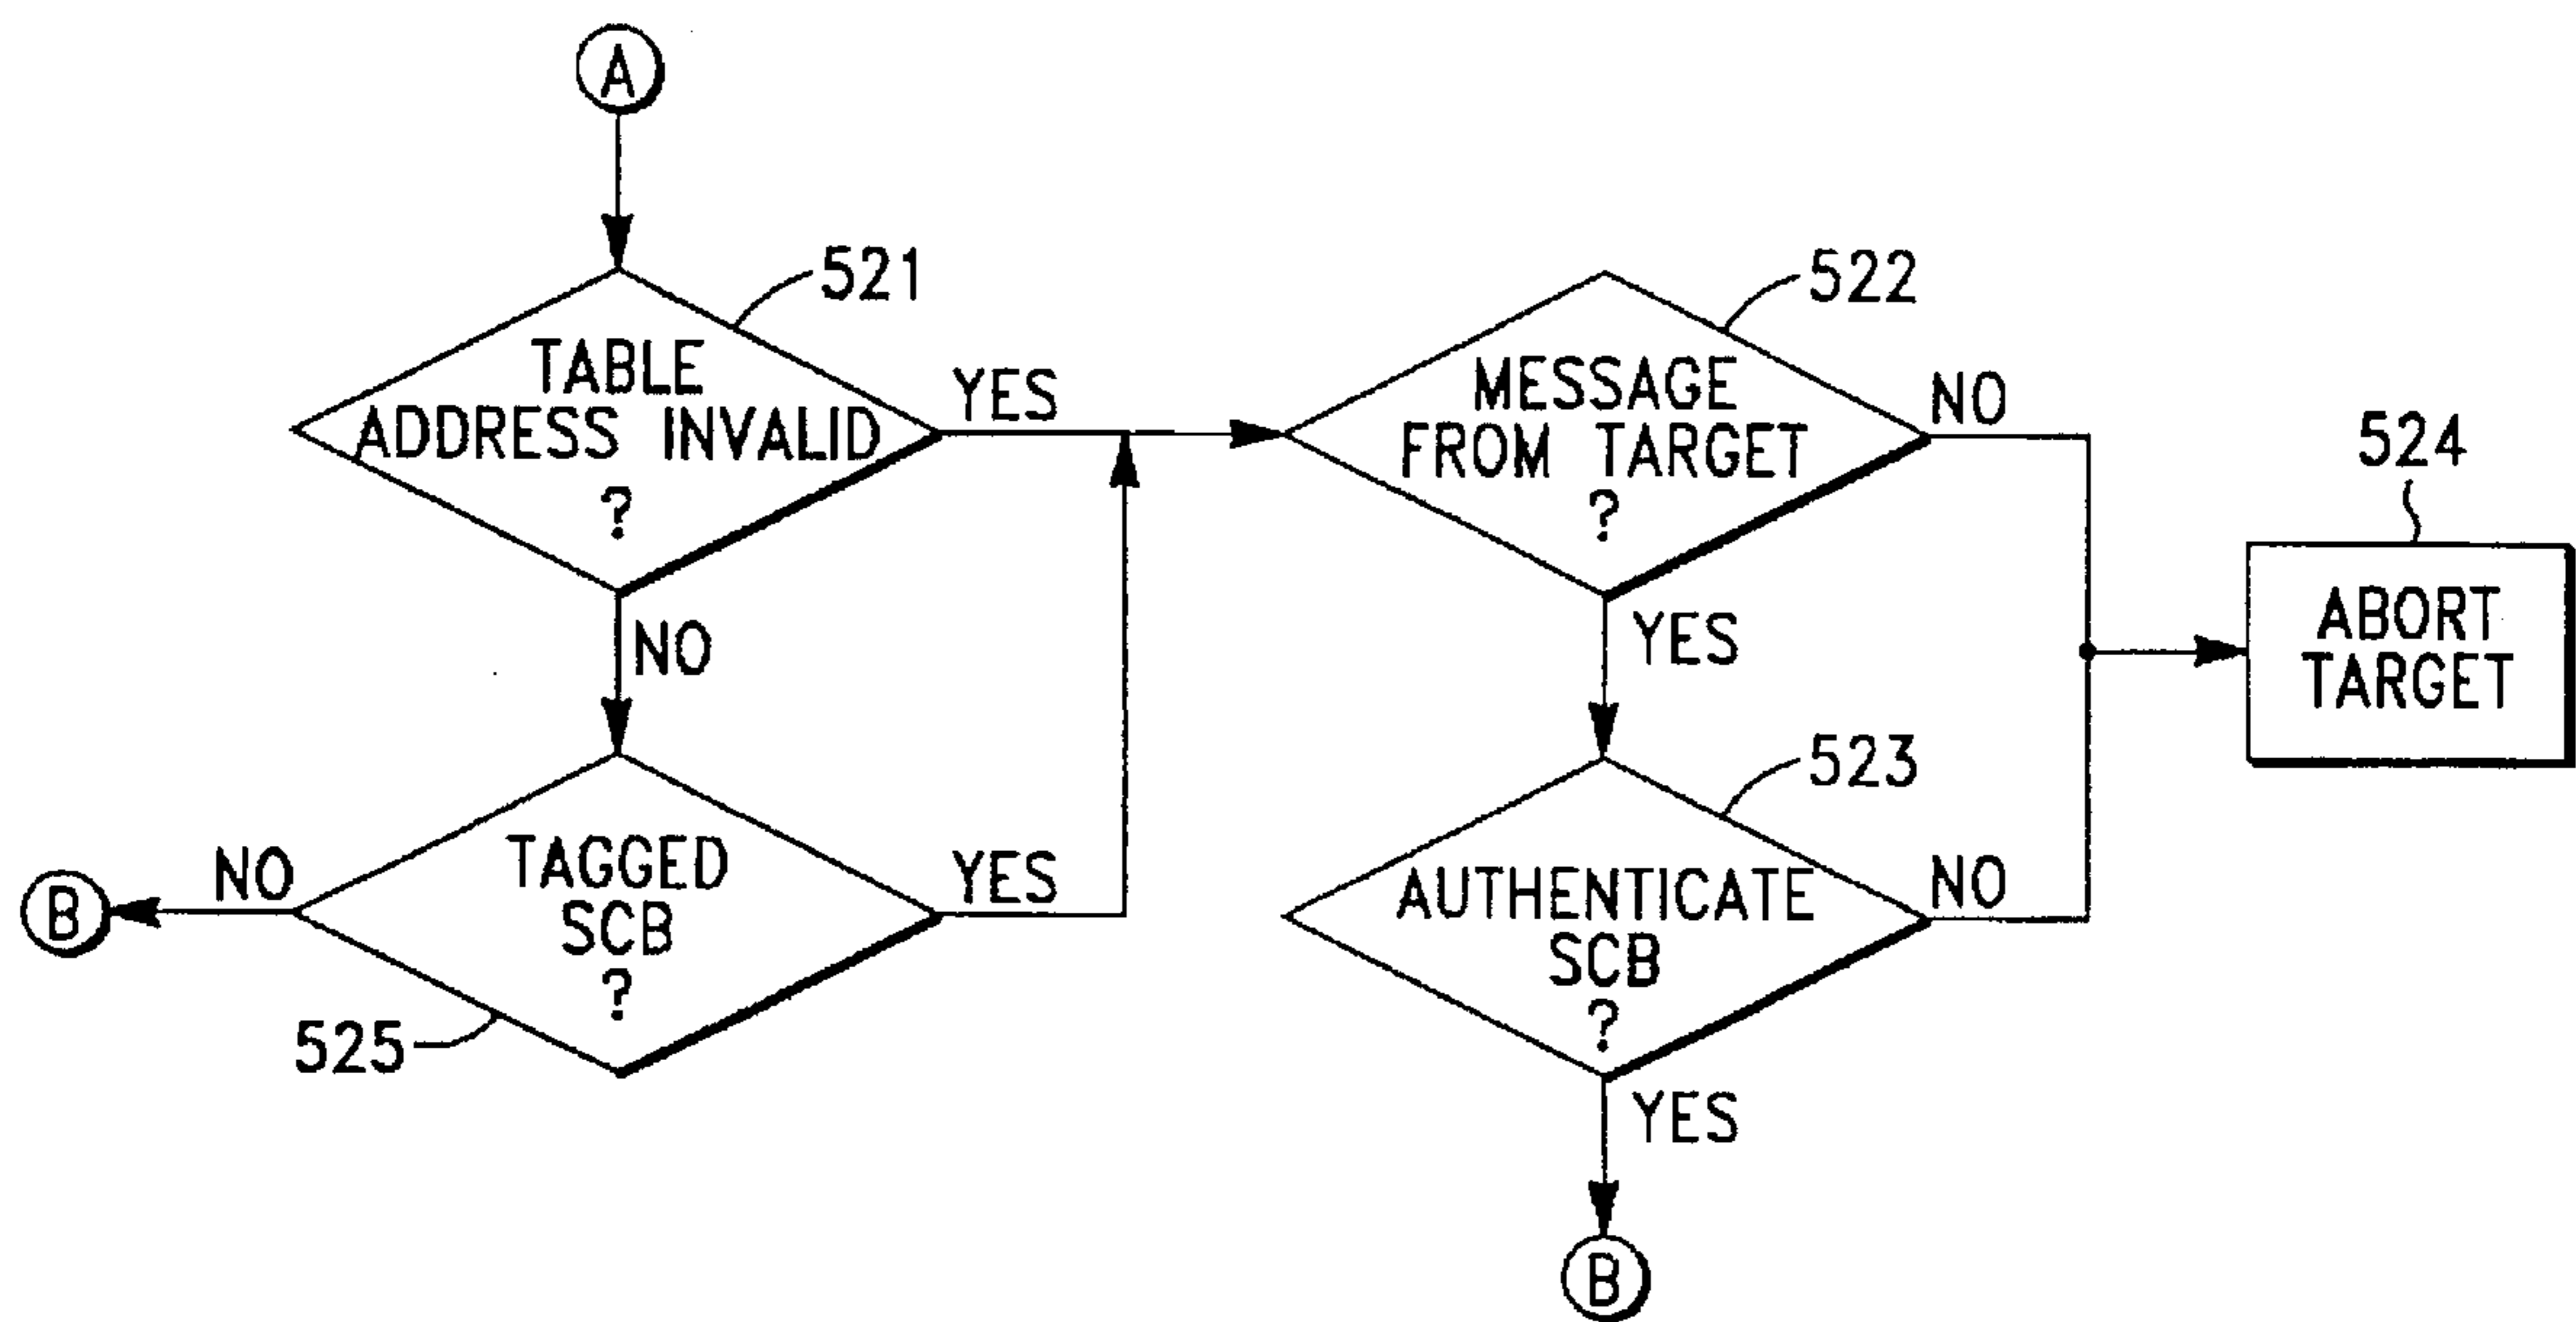 A
521
TABLE
ADDRESS INVALID
?
YES
NO
522
MESSAGE
FROM TARGET
?
NO
YES
524
ABORT
TARGET
525
TAGGED
SCB
?
NO
YES
B
523
AUTHENTICATE
SCB
?
NO
YES
B